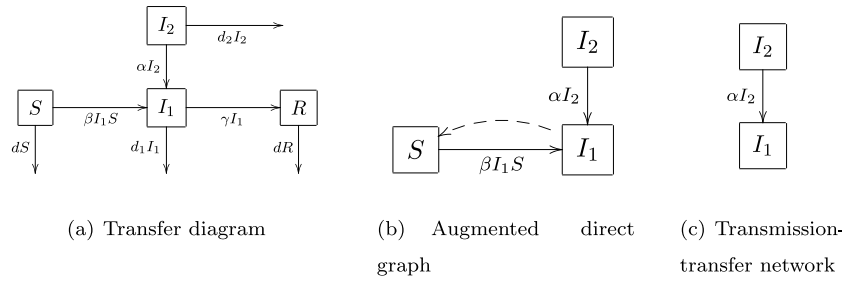 I₂
d₂I₂
αI₂
S
βI₁S
I₁
γI₁
R
dS
d₁I₁
dR
(a) Transfer diagram
I₂
αI₂
S
βI₁S
I₁
(b) Augmented direct
graph
I₂
αI₂
I₁
(c) Transmission-
transfer network